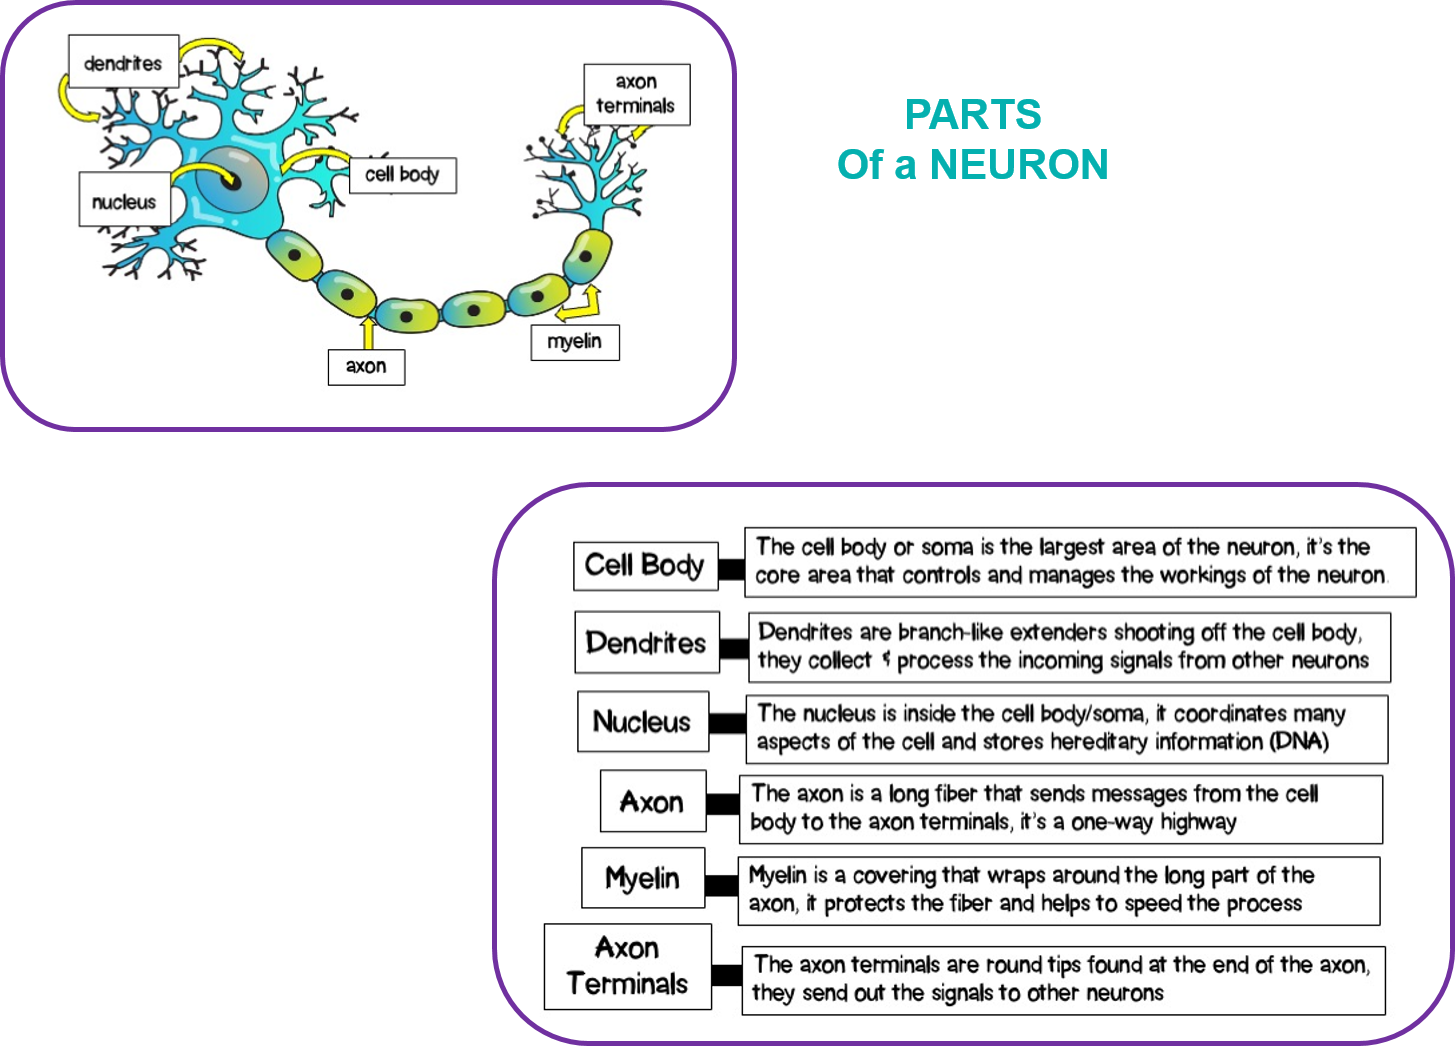 dendrites
axon
terminals
PARTS
Of a NEURON
cell body
nucleus
myelin
axon
Cell Body
The cell body or soma is the largest area of the neuron, it's the
core area that controls and manages the workings of the neuron.
Dendrites
Dendrites are branch-like extenders shooting off the cell body,
they collect & process the incoming signals from other neurons
Nucleus
The nucleus is inside the cell body/soma, it coordinates many
aspects of the cell and stores hereditary information (DNA)
Axon
The axon is a long fiber that sends messages from the cell
body to the axon terminals, it's a one-way highway
Myelin
Myelin is a covering that wraps around the long part of the
axon, it protects the fiber and helps to speed the process
Axon
Terminals
The axon terminals are round tips found at the end of the axon,
they send out the signals to other neurons